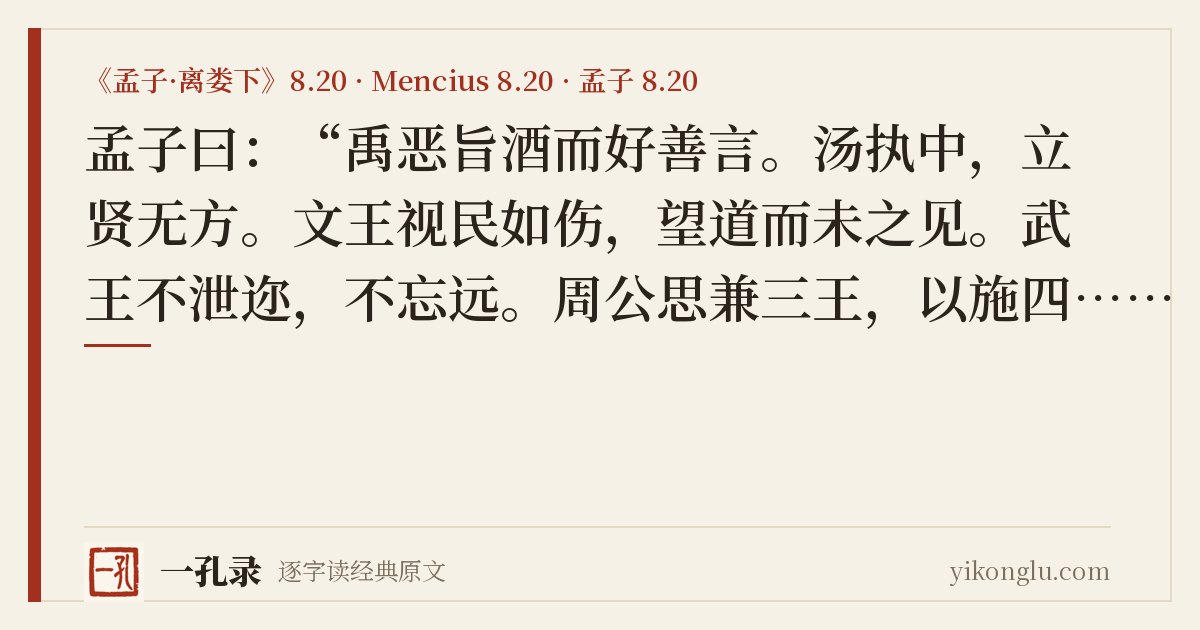 《孟子·离娄下》8.20 · Mencius 8.20 · 孟子 8.20
孟子曰：“禹恶旨酒而好善言。汤执中，立
贤无方。文王视民如伤，望道而未之见。武
王不泄迩，不忘远。周公思兼三王，以施四……
一孔
一孔录 逐字读经典原文
yikonglu.com